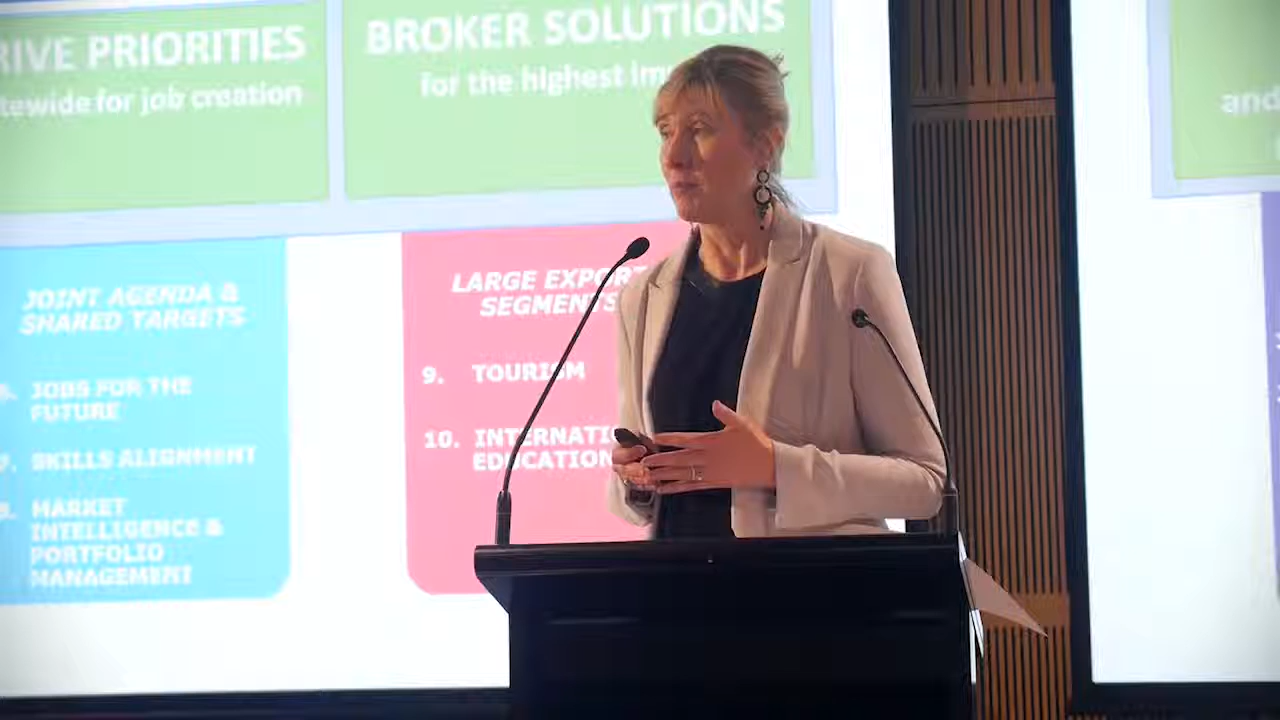 RIVE PRIORITIES
tewide for job creation
BROKER SOLUTIONS
for the highest im
and
JOINT AGENDA &
SHARED TARGETS
JOBS FOR THE
FUTURE
7. SKILLS ALIGNMENT
MARKET
INTELLIGENCE &
PORTFOLIO
MANAGEMENT
LARGE EXPORT
SEGMENTS
9. TOURISM
10. INTERNATI
EDUCATION